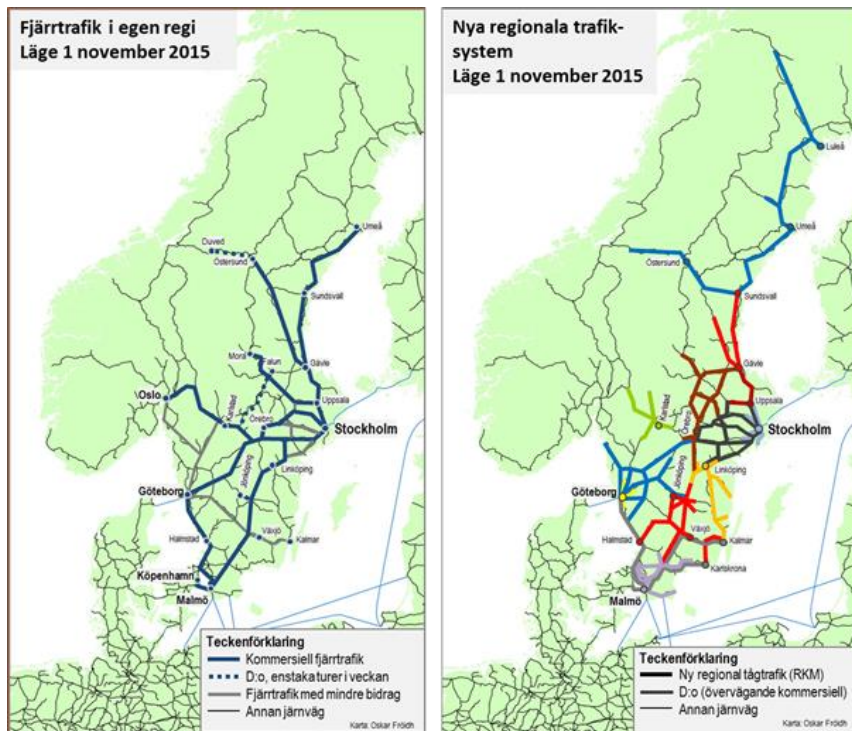 Fjärrtrafik i egen regi
Läge 1 november 2015
Umeå
Duved
Östersund
Sundsvall
Mora
Falun
Gävle
Oslo
Karlstad
Uppsala
Örebro
Stockholm
Linköping
Jönköping
Göteborg
Växjö
Halmstad
Kalmar
Köpenhamn
Malmö
Teckenförklaring
Kommersiell fjärrtrafik
D:o, enstaka turer i veckan
Fjärrtrafik med mindre bidrag
Annan järnväg
Karta: Oskar Fröidh
Nya regionala trafik-
system
Läge 1 november 2015
Luleå
Umeå
Östersund
Sundsvall
Gävle
Uppsala
Karlstad
Örebro
Stockholm
Linköping
Jönköping
Göteborg
Växjö
Halmstad
Kalmar
Karlskrona
Malmö
Teckenförklaring
Ny regional tågtrafik (RKM)
D:o (övervägande kommersiell)
Annan järnväg
Karta: Oskar Fröidh